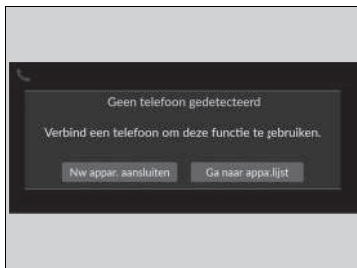 Geen telefoon gedetecteerd
Verbind een telefoon om deze functie te gebruiken.
Nw appar. aansluiten
Ga naar appa.lijst